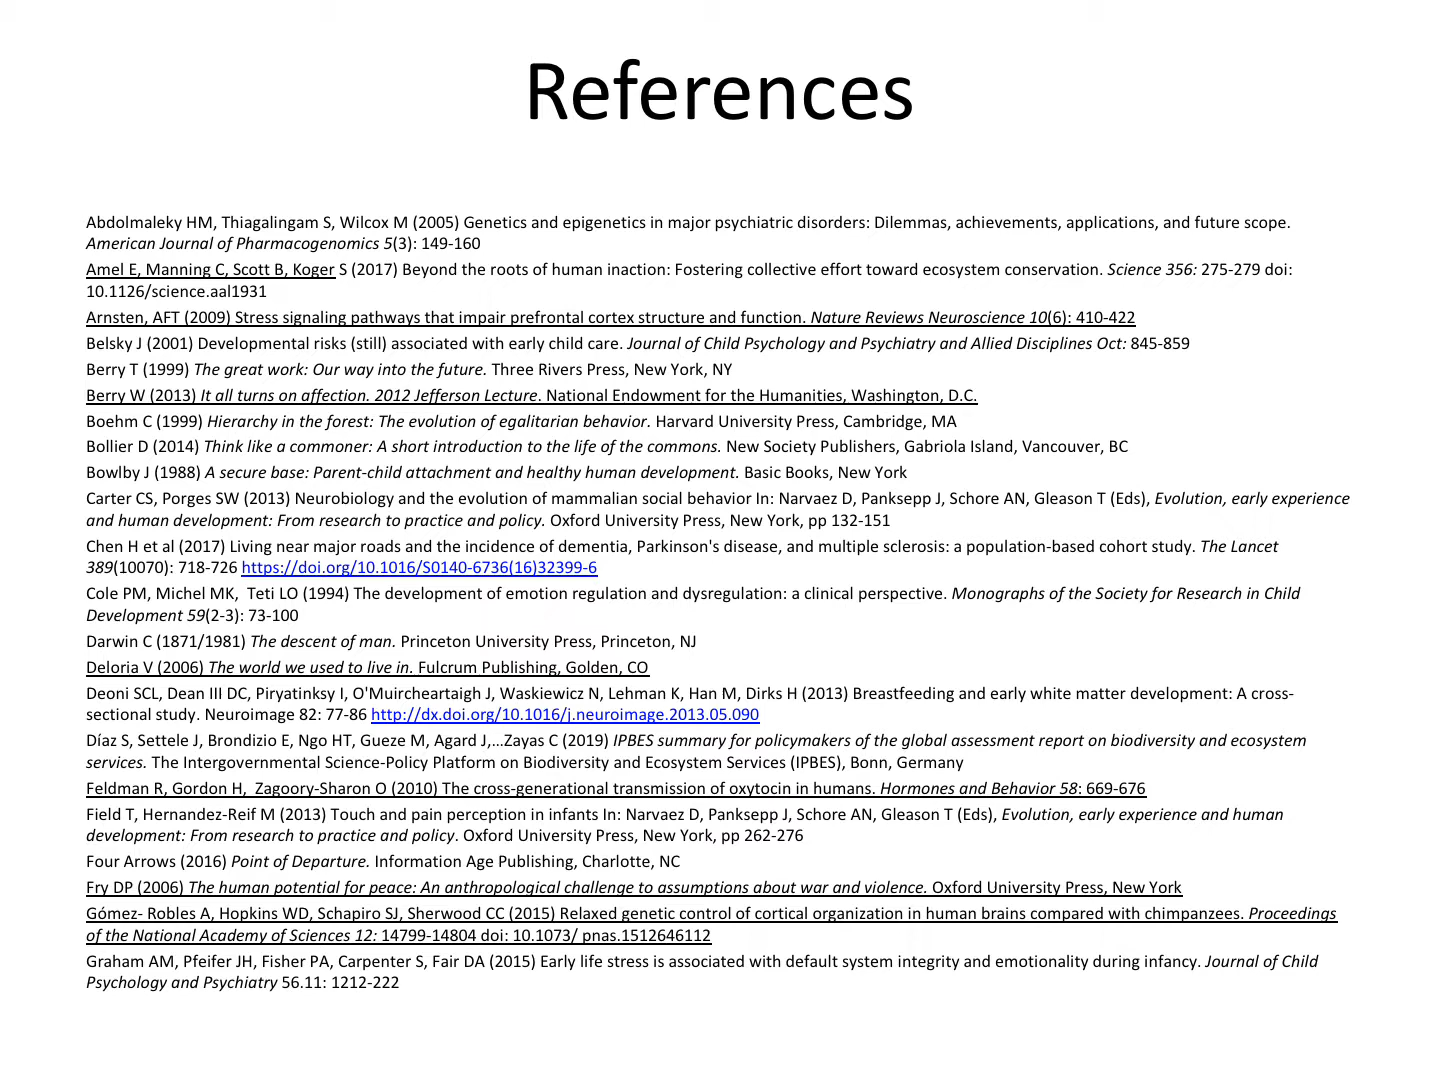 References
Abdolmaleky HM, Thiagalingam S, Wilcox M (2005) Genetics and epigenetics in major psychiatric disorders: Dilemmas, achievements, applications, and future scope.
American Journal of Pharmacogenomics 5(3): 149-160
Amel E, Manning C, Scott B, Koger S (2017) Beyond the roots of human inaction: Fostering collective effort toward ecosystem conservation. Science 356: 275-279 doi:
10.1126/science.aal1931
Arnsten, AFT (2009) Stress signaling pathways that impair prefrontal cortex structure and function. Nature Reviews Neuroscience 10(6): 410-422
Belsky J (2001) Developmental risks (still) associated with early child care. Journal of Child Psychology and Psychiatry and Allied Disciplines Oct: 845-859
Berry T (1999) The great work: Our way into the future. Three Rivers Press, New York, NY
Berry W (2013) It all turns on affection. 2012 Jefferson Lecture. National Endowment for the Humanities, Washington, D.C.
Boehm C (1999) Hierarchy in the forest: The evolution of egalitarian behavior. Harvard University Press, Cambridge, MA
Bollier D (2014) Think like a commoner: A short introduction to the life of the commons. New Society Publishers, Gabriola Island, Vancouver, BC
Bowlby J (1988) A secure base: Parent-child attachment and healthy human development. Basic Books, New York
Carter CS, Porges SW (2013) Neurobiology and the evolution of mammalian social behavior In: Narvaez D, Panksepp J, Schore AN, Gleason T (Eds), Evolution, early experience
and human development: From research to practice and policy. Oxford University Press, New York, pp 132-151
Chen H et al (2017) Living near major roads and the incidence of dementia, Parkinson's disease, and multiple sclerosis: a population-based cohort study. The Lancet
389(10070): 718-726 https://doi.org/10.1016/S0140-6736(16)32399-6
Cole PM, Michel MK,  Teti LO (1994) The development of emotion regulation and dysregulation: a clinical perspective. Monographs of the Society for Research in Child
Development 59(2-3): 73-100
Darwin C (1871/1981) The descent of man. Princeton University Press, Princeton, NJ
Deloria V (2006) The world we used to live in. Fulcrum Publishing, Golden, CO
Deoni SCL, Dean III DC, Piryatinksy I, O'Muircheartaigh J, Waskiewicz N, Lehman K, Han M, Dirks H (2013) Breastfeeding and early white matter development: A cross-
sectional study. Neuroimage 82: 77-86 http://dx.doi.org/10.1016/j.neuroimage.2013.05.090
Díaz S, Settele J, Brondizio E, Ngo HT, Gueze M, Agard J,…Zayas C (2019) IPBES summary for policymakers of the global assessment report on biodiversity and ecosystem
services. The Intergovernmental Science-Policy Platform on Biodiversity and Ecosystem Services (IPBES), Bonn, Germany
Feldman R, Gordon H,  Zagoory-Sharon O (2010) The cross-generational transmission of oxytocin in humans. Hormones and Behavior 58: 669-676
Field T, Hernandez-Reif M (2013) Touch and pain perception in infants In: Narvaez D, Panksepp J, Schore AN, Gleason T (Eds), Evolution, early experience and human
development: From research to practice and policy. Oxford University Press, New York, pp 262-276
Four Arrows (2016) Point of Departure. Information Age Publishing, Charlotte, NC
Fry DP (2006) The human potential for peace: An anthropological challenge to assumptions about war and violence. Oxford University Press, New York
Gómez- Robles A, Hopkins WD, Schapiro SJ, Sherwood CC (2015) Relaxed genetic control of cortical organization in human brains compared with chimpanzees. Proceedings
of the National Academy of Sciences 12: 14799-14804 doi: 10.1073/ pnas.1512646112
Graham AM, Pfeifer JH, Fisher PA, Carpenter S, Fair DA (2015) Early life stress is associated with default system integrity and emotionality during infancy. Journal of Child
Psychology and Psychiatry 56.11: 1212-222